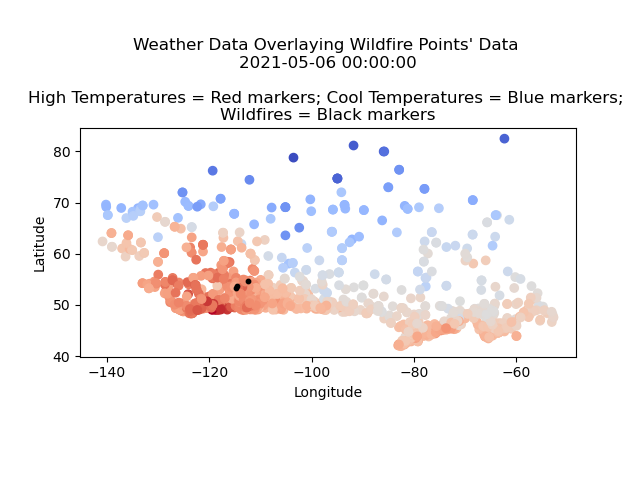 Weather Data Overlaying Wildfire Points' Data
2021-05-06 00:00:00
High Temperatures = Red markers; Cool Temperatures = Blue markers;
Wildfires = Black markers
80
70
60
50
40
Latitude
−140
−120
−100
−80
−60
Longitude